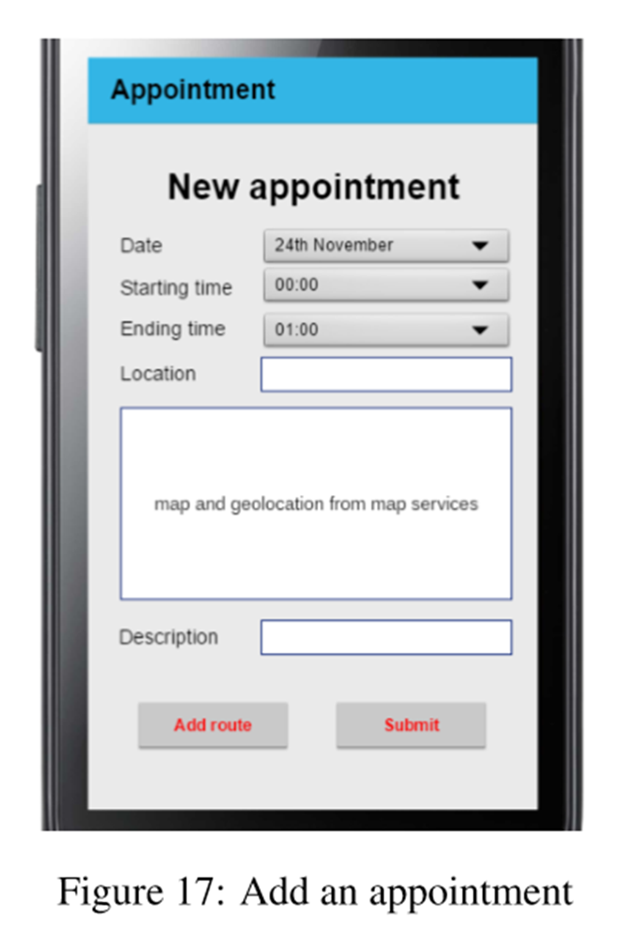 Appointment
New appointment
Date 24th November
Starting time 00:00
Ending time 01:00
Location
map and geolocation from map services
Description
Add route Submit
Figure 17: Add an appointment